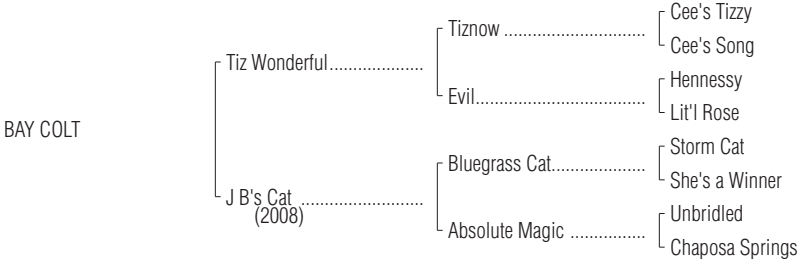 Cee's Tizzy
Tiznow ..............................
Cee's Song
Tiz Wonderful....................
Hennessy
Evil....................................
Lit'l Rose
BAY COLT
Storm Cat
Bluegrass Cat....................
She's a Winner
J B's Cat ..........................
(2008)
Unbridled
Absolute Magic ................
Chaposa Springs